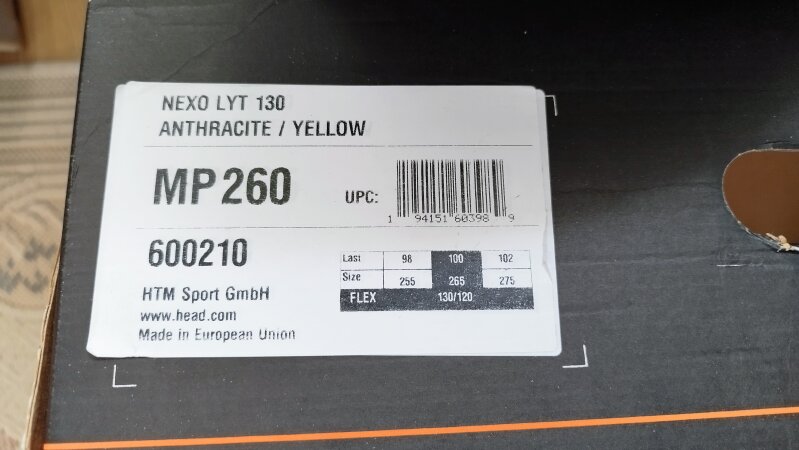 NEXO LYT 130
ANTHRACITE / YELLOW
MP 260
UPC:
1 94151 60398 9
600210
HTM Sport GmbH
www.head.com
Made in European Union
Last 98 100 102
Size 255 265 275
FLEX 130/120